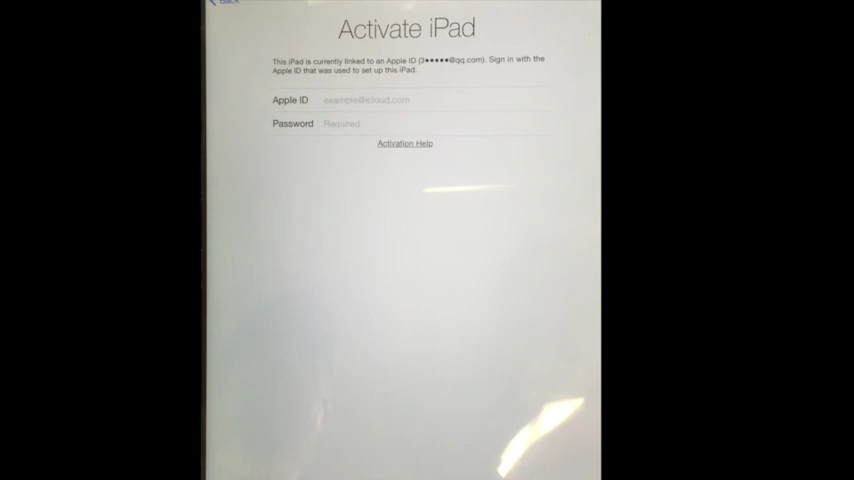 Back
Activate iPad
This iPad is currently linked to an Apple ID (3•••••@qq.com). Sign in with the
Apple ID that was used to set up this iPad.
Apple ID example@icloud.com
Password Required
Activation Help